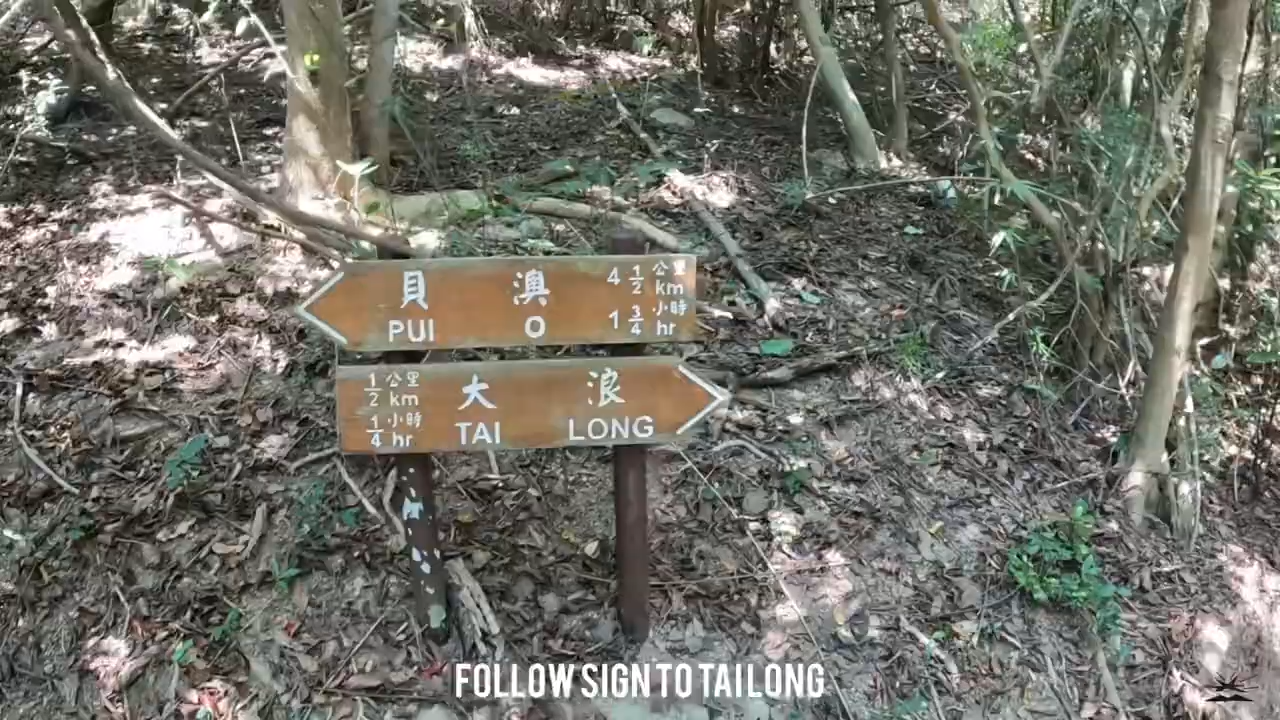 貝 澳 4 1/2 公里 km
PUI O 1 3/4 小時 hr
1/2 公里 km 大 浪
1/4 小時 hr TAI LONG
FOLLOW SIGN TO TAI LONG